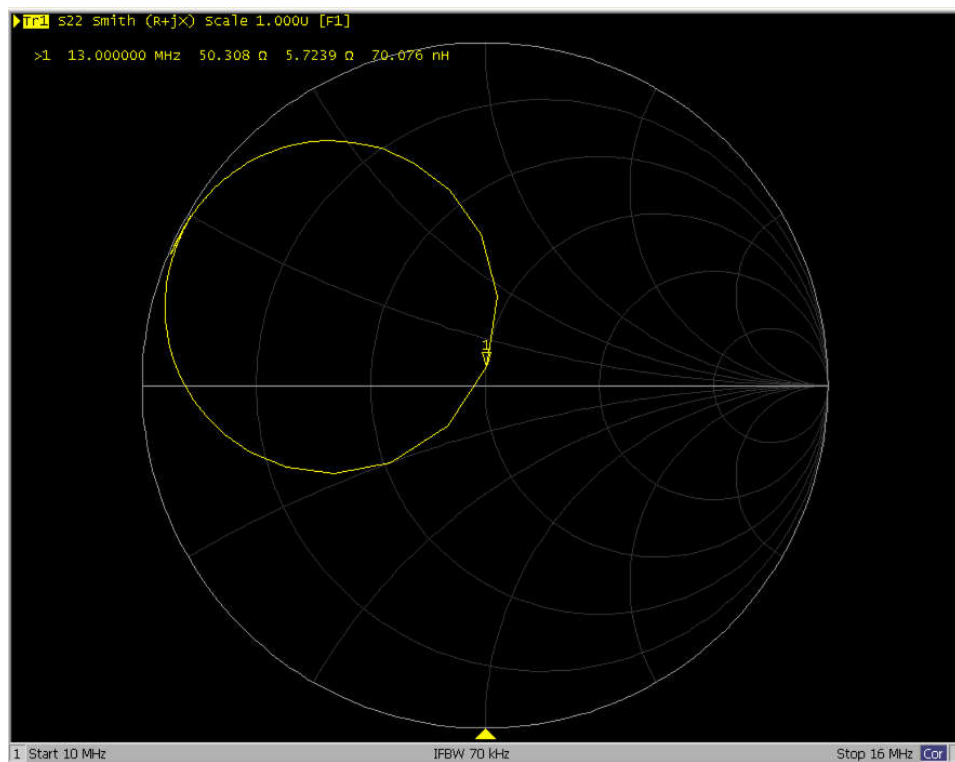 Tr1 S22 Smith (R+jX) Scale 1.000U [F1]
>1 13.000000 MHz 50.308 Ω 5.7239 Ω 70.076 nH
1
1 Start 10 MHz IFBW 70 kHz Stop 16 MHz Cor